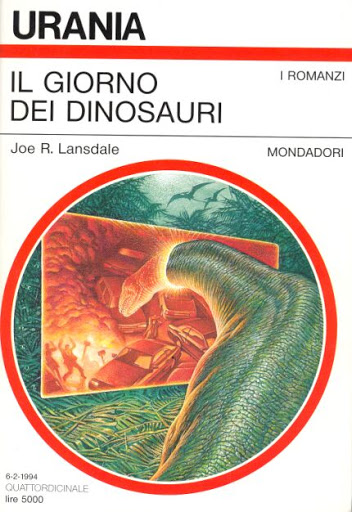 URANIA
IL GIORNO
DEI DINOSAURI
I ROMANZI
Joe R. Lansdale
MONDADORI
6-2-1994
QUATTORDICINALE
lire 5000